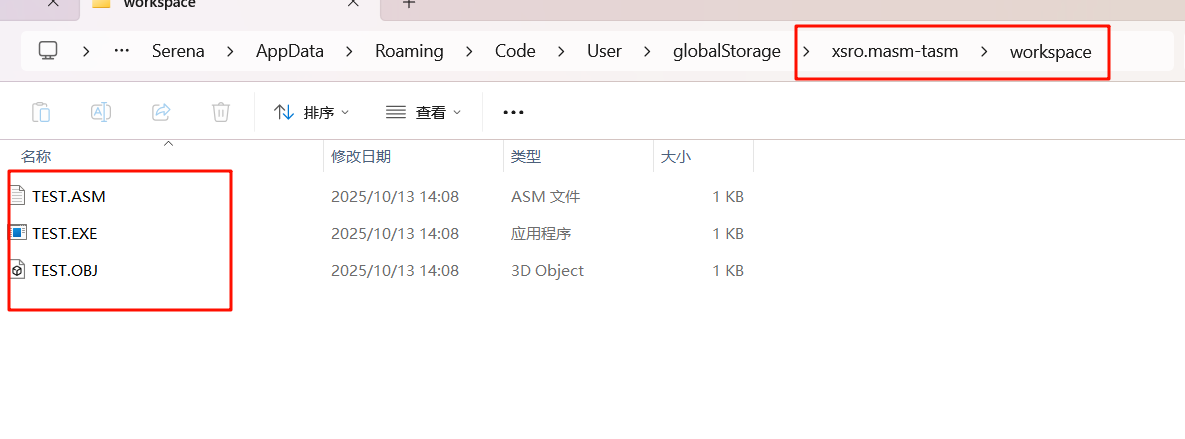 workspace
… Serena > AppData > Roaming > Code > User > globalStorage > xsro.masm-tasm > workspace
排序 查看 •••
名称 修改日期 类型 大小
TEST.ASM 2025/10/13 14:08 ASM 文件 1 KB
TEST.EXE 2025/10/13 14:08 应用程序 1 KB
TEST.OBJ 2025/10/13 14:08 3D Object 1 KB